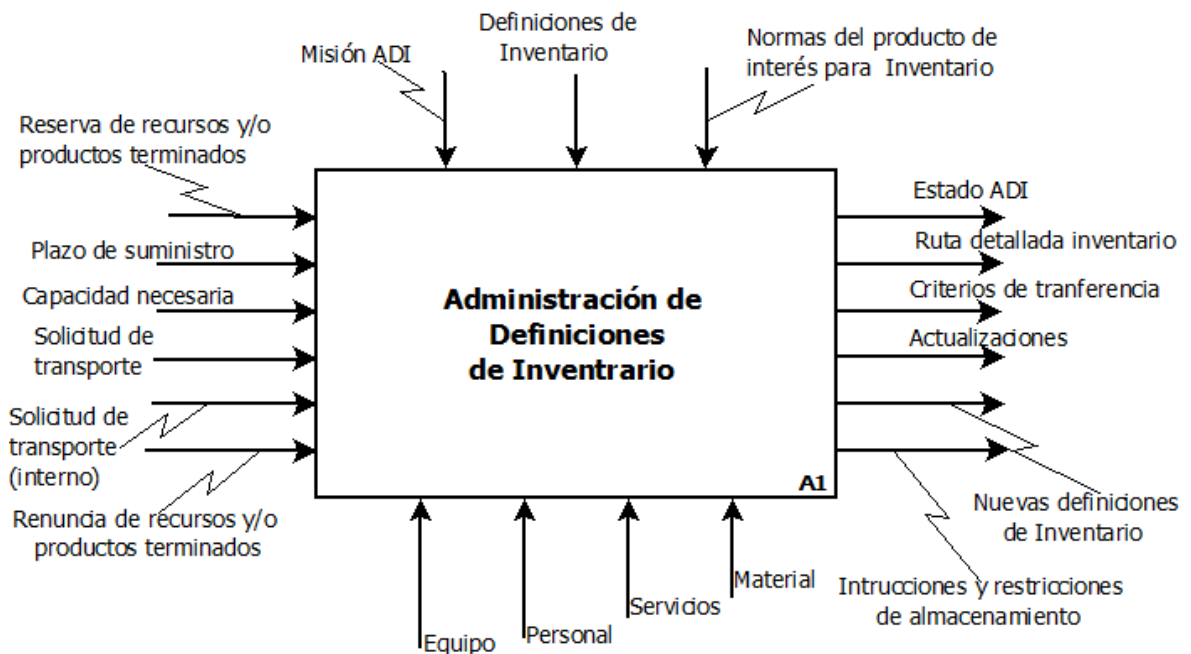 Misión ADI
Definiciones de
Inventario
Normas del producto de
interés para Inventario
Reserva de recursos y/o
productos terminados
Plazo de suministro
Capacidad necesaria
Solicitud de
transporte
Solicitud de
transporte
(interno)
Renuncia de recursos y/o
productos terminados
Administración de
Definiciones
de Inventrario
A1
Estado ADI
Ruta detallada inventario
Criterios de tranferencia
Actualizaciones
Nuevas definiciones
de Inventario
Intrucciones y restricciones
de almacenamiento
Equipo
Personal
Servicios
Material